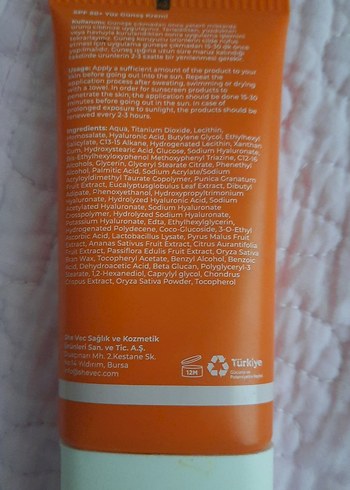 SPF 50+ Yüz Güneş Kremi
Usage: Apply a sufficient amount of the product to your
skin before going out into the sun. Repeat the
application process after sweating, swimming or drying
with a towel. In order for sunscreen products to
penetrate the skin, the application should be done 15-30
minutes before going out in the sun. In case of
prolonged exposure to sunlight, the products should be
renewed every 2-3 hours.
Ingredients: Aqua, Titanium Dioxide, Lecithin,
Homosalate, Hyaluronic Acid, Butylene Glycol, Ethylhexyl
Salicylate, C13-15 Alkane, Hydrogenated Lecithin, Xanthan
Gum, Hydroxystearic Acid, Glucose, Sodium Hyaluronate,
Bis Ethylhexyloxyphenol Methoxyphenyl Triazine, C12-16
Alcohols, Glycerin, Glyceryl Stearate Citrate, Phenethyl
Alcohol, Palmitic Acid, Sodium Acrylate/Sodium
Acryloyldimethyl Taurate Copolymer, Punica Granatum
Fruit Extract, Eucalyptusglobulus Leaf Extract, Dibutyl
Adipate, Phenoxyethanol, Hydroxypropyltrimonium
Hyaluronate, Hydrolyzed Hyaluronic Acid, Sodium
acetylated Hyaluronate, Sodium Hyaluronate
Crosspolymer, Hydrolyzed Sodium Hyaluronate,
Potassium Hyaluronate, Edta, Ethylhexylglycerin,
Hydrogenated Polydecene, Coco-Glucoside, 3-O-Ethyl
Ascorbic Acid, Lactobacillus Lysate, Pyrus Malus Fruit
Extract, Ananas Sativus Fruit Extract, Citrus Aurantifolia
Fruit Extract, Passiflora Edulis Fruit Extract, Oryza Sativa
Bran Wax, Tocopheryl Acetate, Benzyl Alcohol, Benzoic
Acid, Dehydroacetic Acid, Beta Glucan, Polyglyceryl-3
Stearate, 1,2-Hexanediol, Caprylyl glycol, Chondrus
Crispus Extract, Oryza Sativa Powder, Tocopherol
She Vec Sağlık ve Kozmetik
Ürünleri San. ve Tic. A.Ş.
Mh. 2.Kestane Sk.
Yıldırım, Bursa
info@shevec.com
12M
Türkiye